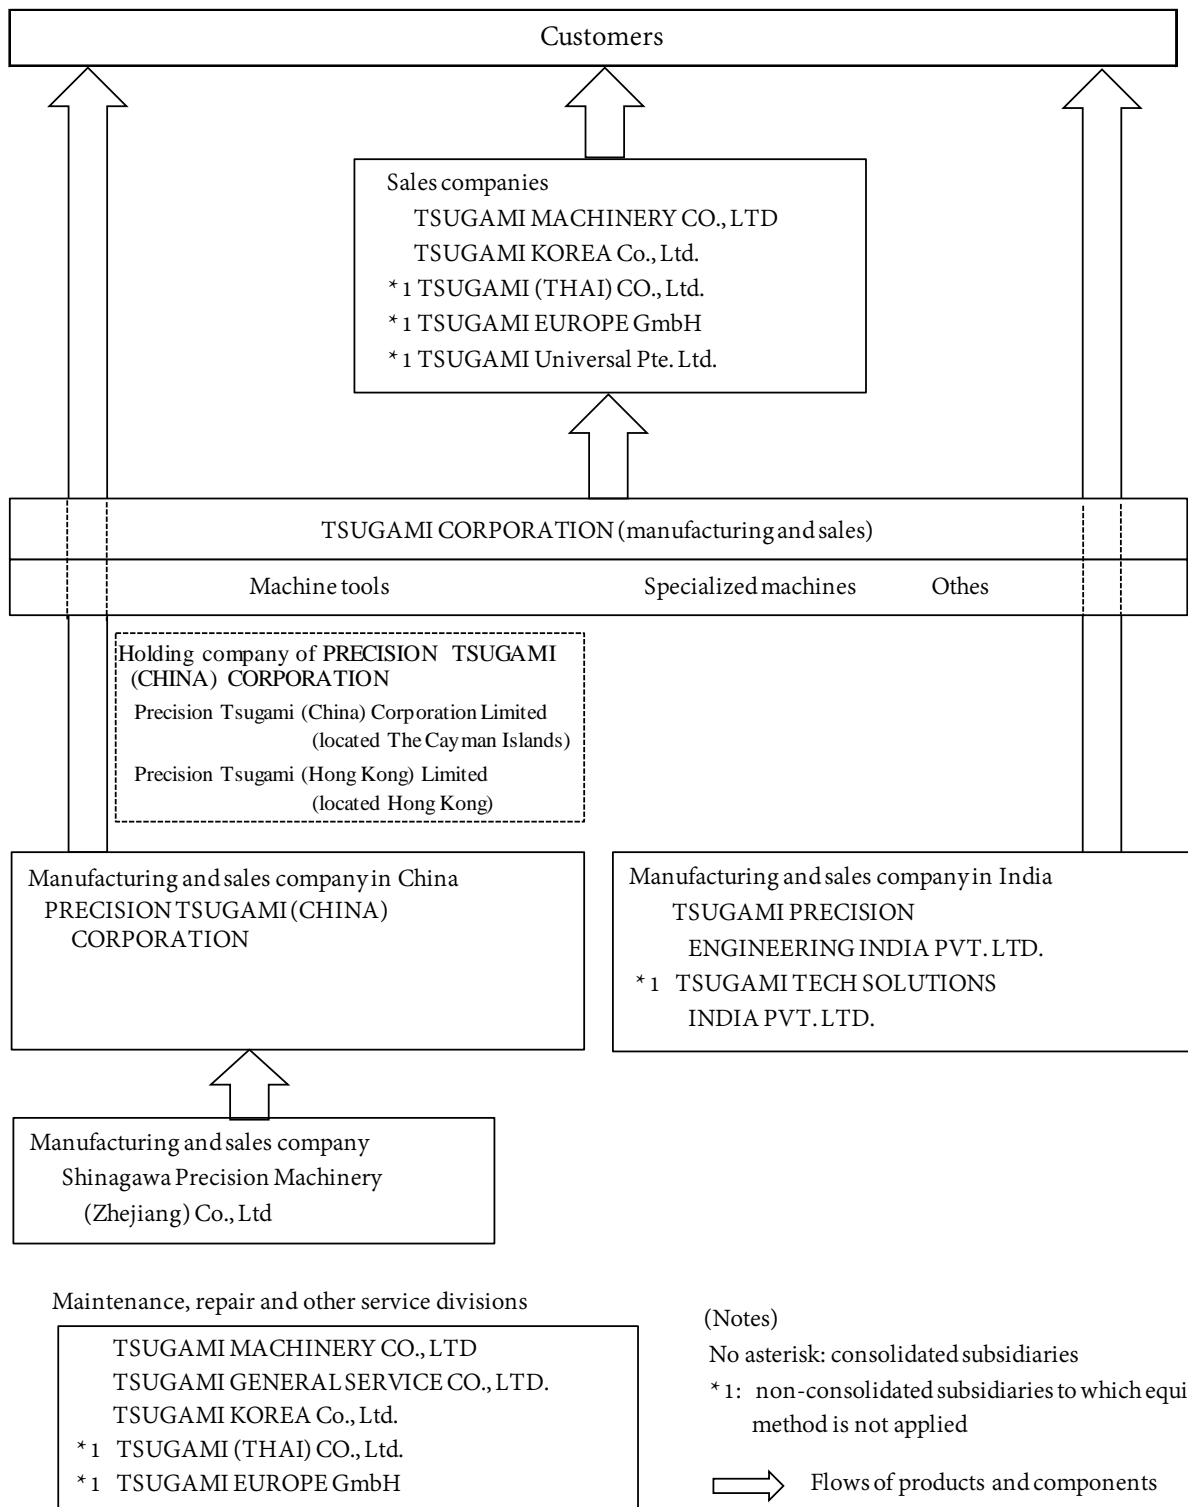 Customers
Sales companies
TSUGAMI MACHINERY CO., LTD
TSUGAMI KOREA Co., Ltd.
*1 TSUGAMI (THAI) CO., Ltd.
*1 TSUGAMI EUROPE GmbH
*1 TSUGAMI Universal Pte. Ltd.
TSUGAMI CORPORATION (manufacturing and sales)
Machine tools Specialized machines Othes
Holding company of PRECISION TSUGAMI
(CHINA) CORPORATION
Precision Tsugami (China) Corporation Limited
(located The Cayman Islands)
Precision Tsugami (Hong Kong) Limited
(located Hong Kong)
Manufacturing and sales company in China
PRECISION TSUGAMI (CHINA)
CORPORATION
Manufacturing and sales company in India
TSUGAMI PRECISION
ENGINEERING INDIA PVT. LTD.
*1 TSUGAMI TECH SOLUTIONS
INDIA PVT. LTD.
Manufacturing and sales company
Shinagawa Precision Machinery
(Zhejiang) Co., Ltd
Maintenance, repair and other service divisions
TSUGAMI MACHINERY CO., LTD
TSUGAMI GENERAL SERVICE CO., LTD.
TSUGAMI KOREA Co., Ltd.
*1 TSUGAMI (THAI) CO., Ltd.
*1 TSUGAMI EUROPE GmbH
(Notes)
No asterisk: consolidated subsidiaries
*1: non-consolidated subsidiaries to which equi
method is not applied
Flows of products and components